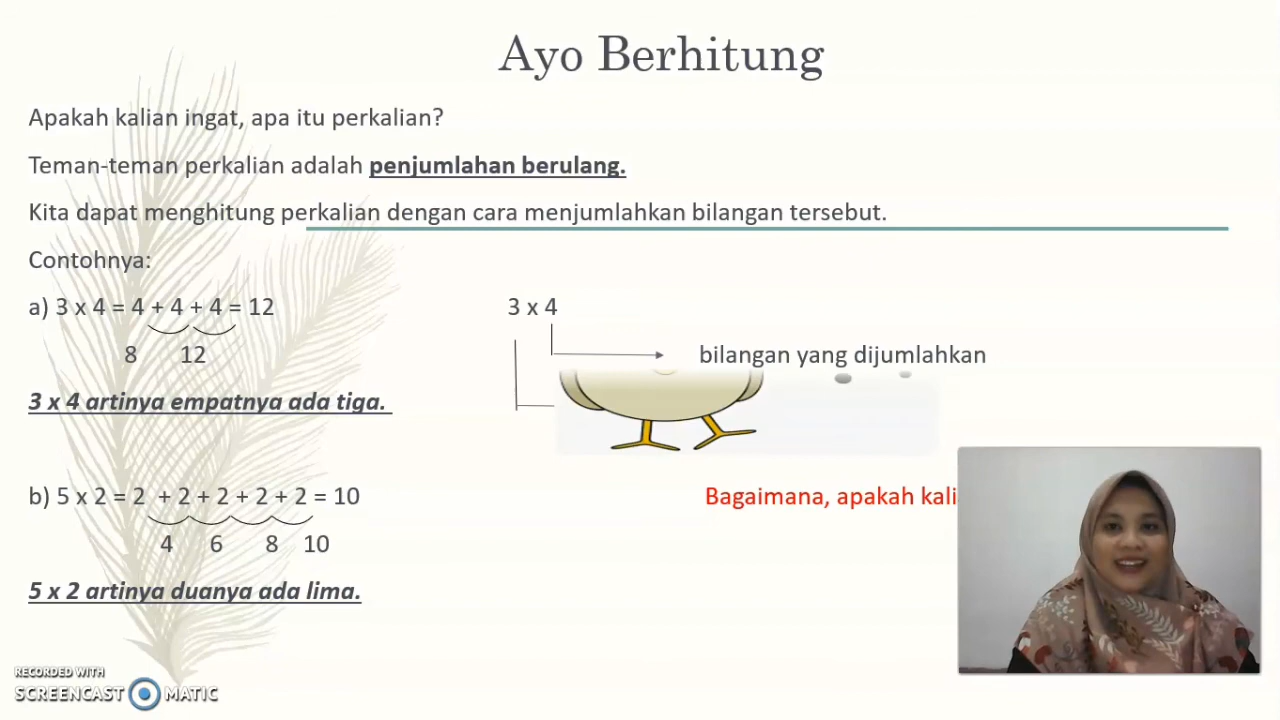 Ayo Berhitung
Apakah kalian ingat, apa itu perkalian?
Teman-teman perkalian adalah penjumlahan berulang.
Kita dapat menghitung perkalian dengan cara menjumlahkan bilangan tersebut.
Contohnya:
a) 3 x 4 = 4 + 4 + 4 = 12
8 12
3 x 4 artinya empatnya ada tiga.
3 x 4
bilangan yang dijumlahkan
b) 5 x 2 = 2 + 2 + 2 + 2 + 2 = 10
4 6 8 10
5 x 2 artinya duanya ada lima.
Bagaimana, apakah kali
RECORDED WITH
SCREENCAST MATIC